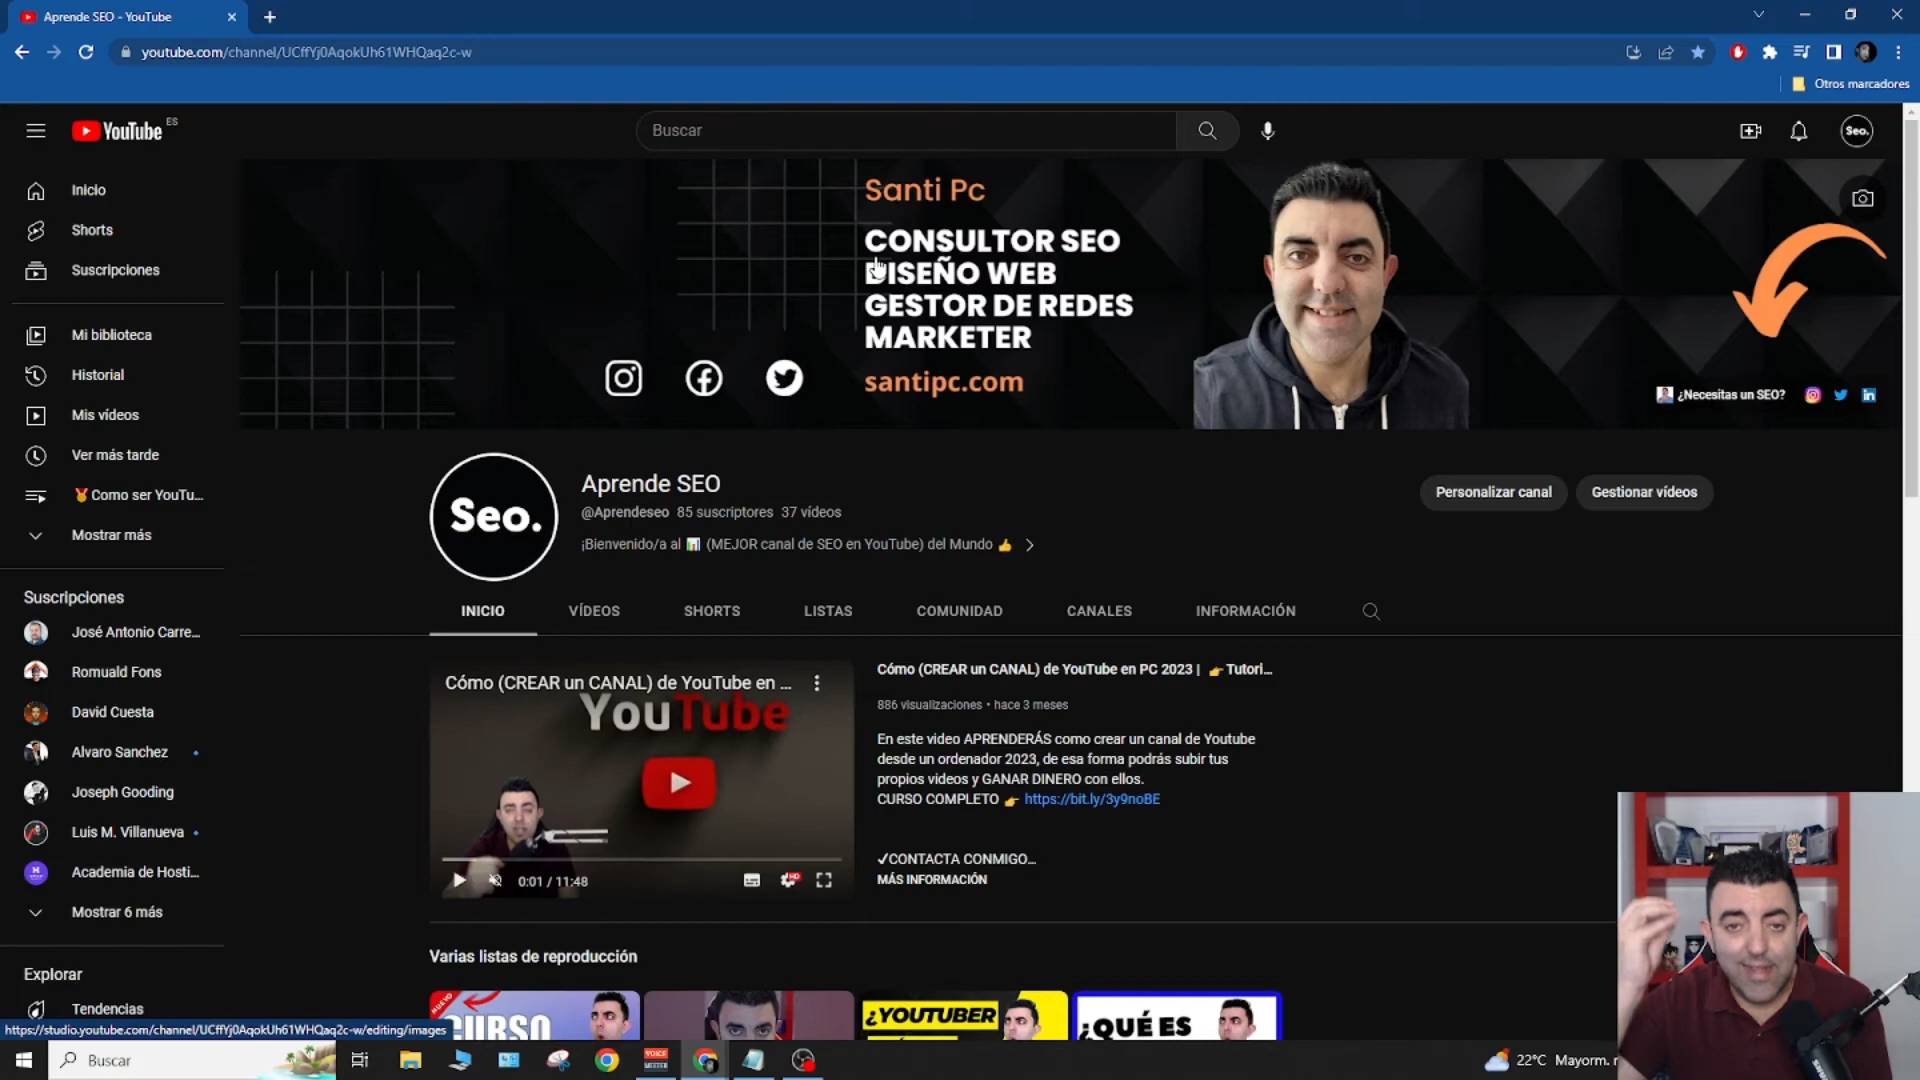 Aprende SEO - YouTube
youtube.com/channel/UCffYj0AqokUh61WHQaq2c-w
Otros marcadores
YouTube ES
Buscar
Seo.
Inicio
Shorts
Suscripciones
Mi biblioteca
Historial
Mis vídeos
Ver más tarde
🏅Como ser YouTu...
Mostrar más
Suscripciones
José Antonio Carre...
Romuald Fons
David Cuesta
Alvaro Sanchez
Joseph Gooding
Luis M. Villanueva
Academia de Hosti...
Mostrar 6 más
Explorar
Tendencias
Santi Pc
CONSULTOR SEO
DISEÑO WEB
GESTOR DE REDES
MARKETER
santipc.com
¿Necesitas un SEO?
Seo.
Aprende SEO
@Aprendeseo 85 suscriptores 37 vídeos
¡Bienvenido/a al 📊 (MEJOR canal de SEO en YouTube) del Mundo 👍
Personalizar canal
Gestionar vídeos
INICIO
VÍDEOS
SHORTS
LISTAS
COMUNIDAD
CANALES
INFORMACIÓN
Cómo (CREAR un CANAL) de YouTube en ...
YouTube
0:01 / 11:48
HD
Cómo (CREAR un CANAL) de YouTube en PC 2023 | 👉 Tutori...
886 visualizaciones • hace 3 meses
En este video APRENDERÁS como crear un canal de Youtube
desde un ordenador 2023, de esa forma podrás subir tus
propios videos y GANAR DINERO con ellos.
CURSO COMPLETO 👉 https://bit.ly/3y9noBE
✓CONTACTA CONMIGO...
MÁS INFORMACIÓN
Varias listas de reproducción
NUEVO
CURSO
¿YOUTUBER
¿QUÉ ES
https://studio.youtube.com/channel/UCffYj0AqokUh61WHQaq2c-w/editing/images
Buscar
22°C Mayorm.